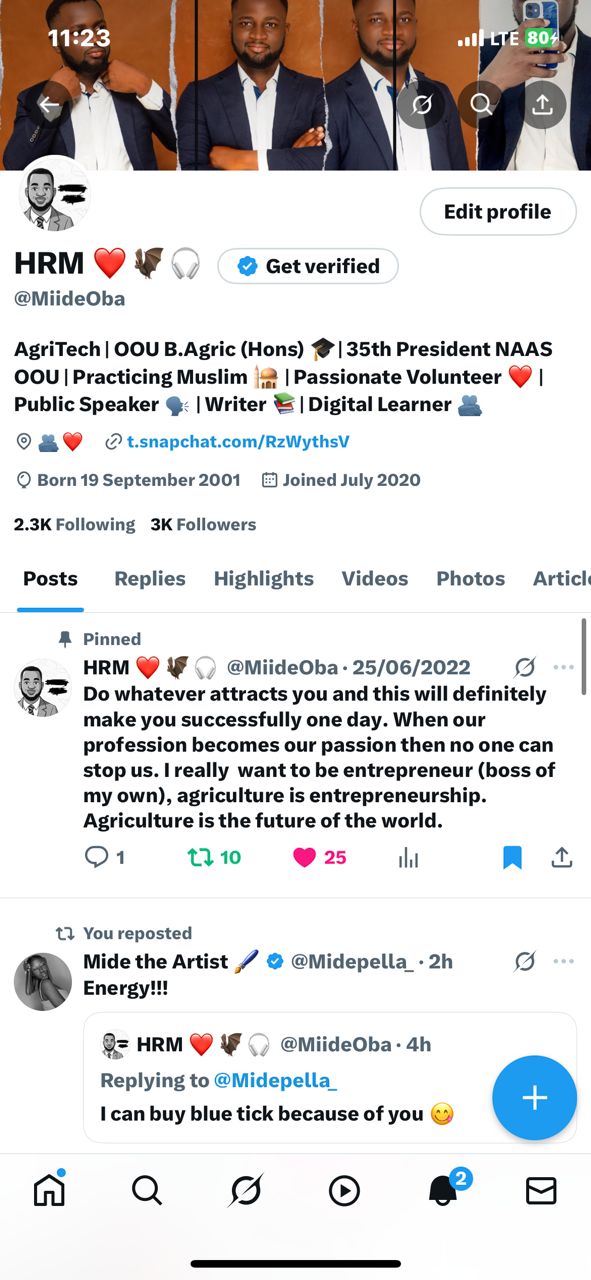 11:23
LTE 80
Edit profile
HRM ❤️ 🦇 🎧 Get verified
@MiideOba
AgriTech | OOU B.Agric (Hons) 🎓 | 35th President NAAS
OOU | Practicing Muslim 🕌 | Passionate Volunteer ❤️ |
Public Speaker 🗣️ | Writer 📚 | Digital Learner 🫂
🫂❤️ t.snapchat.com/RzWythsV
Born 19 September 2001 Joined July 2020
2.3K Following 3K Followers
Posts Replies Highlights Videos Photos Article
Pinned
HRM ❤️ 🦇 🎧 @MiideOba · 25/06/2022
Do whatever attracts you and this will definitely
make you successfully one day. When our
profession becomes our passion then no one can
stop us. I really  want to be entrepreneur (boss of
my own), agriculture is entrepreneurship.
Agriculture is the future of the world.
1 10 25
You reposted
Mide the Artist 🖌️ @Midepella_ · 2h
Energy!!!
HRM ❤️ 🦇 🎧 @MiideOba · 4h
Replying to @Midepella_
I can buy blue tick because of you 😋
2